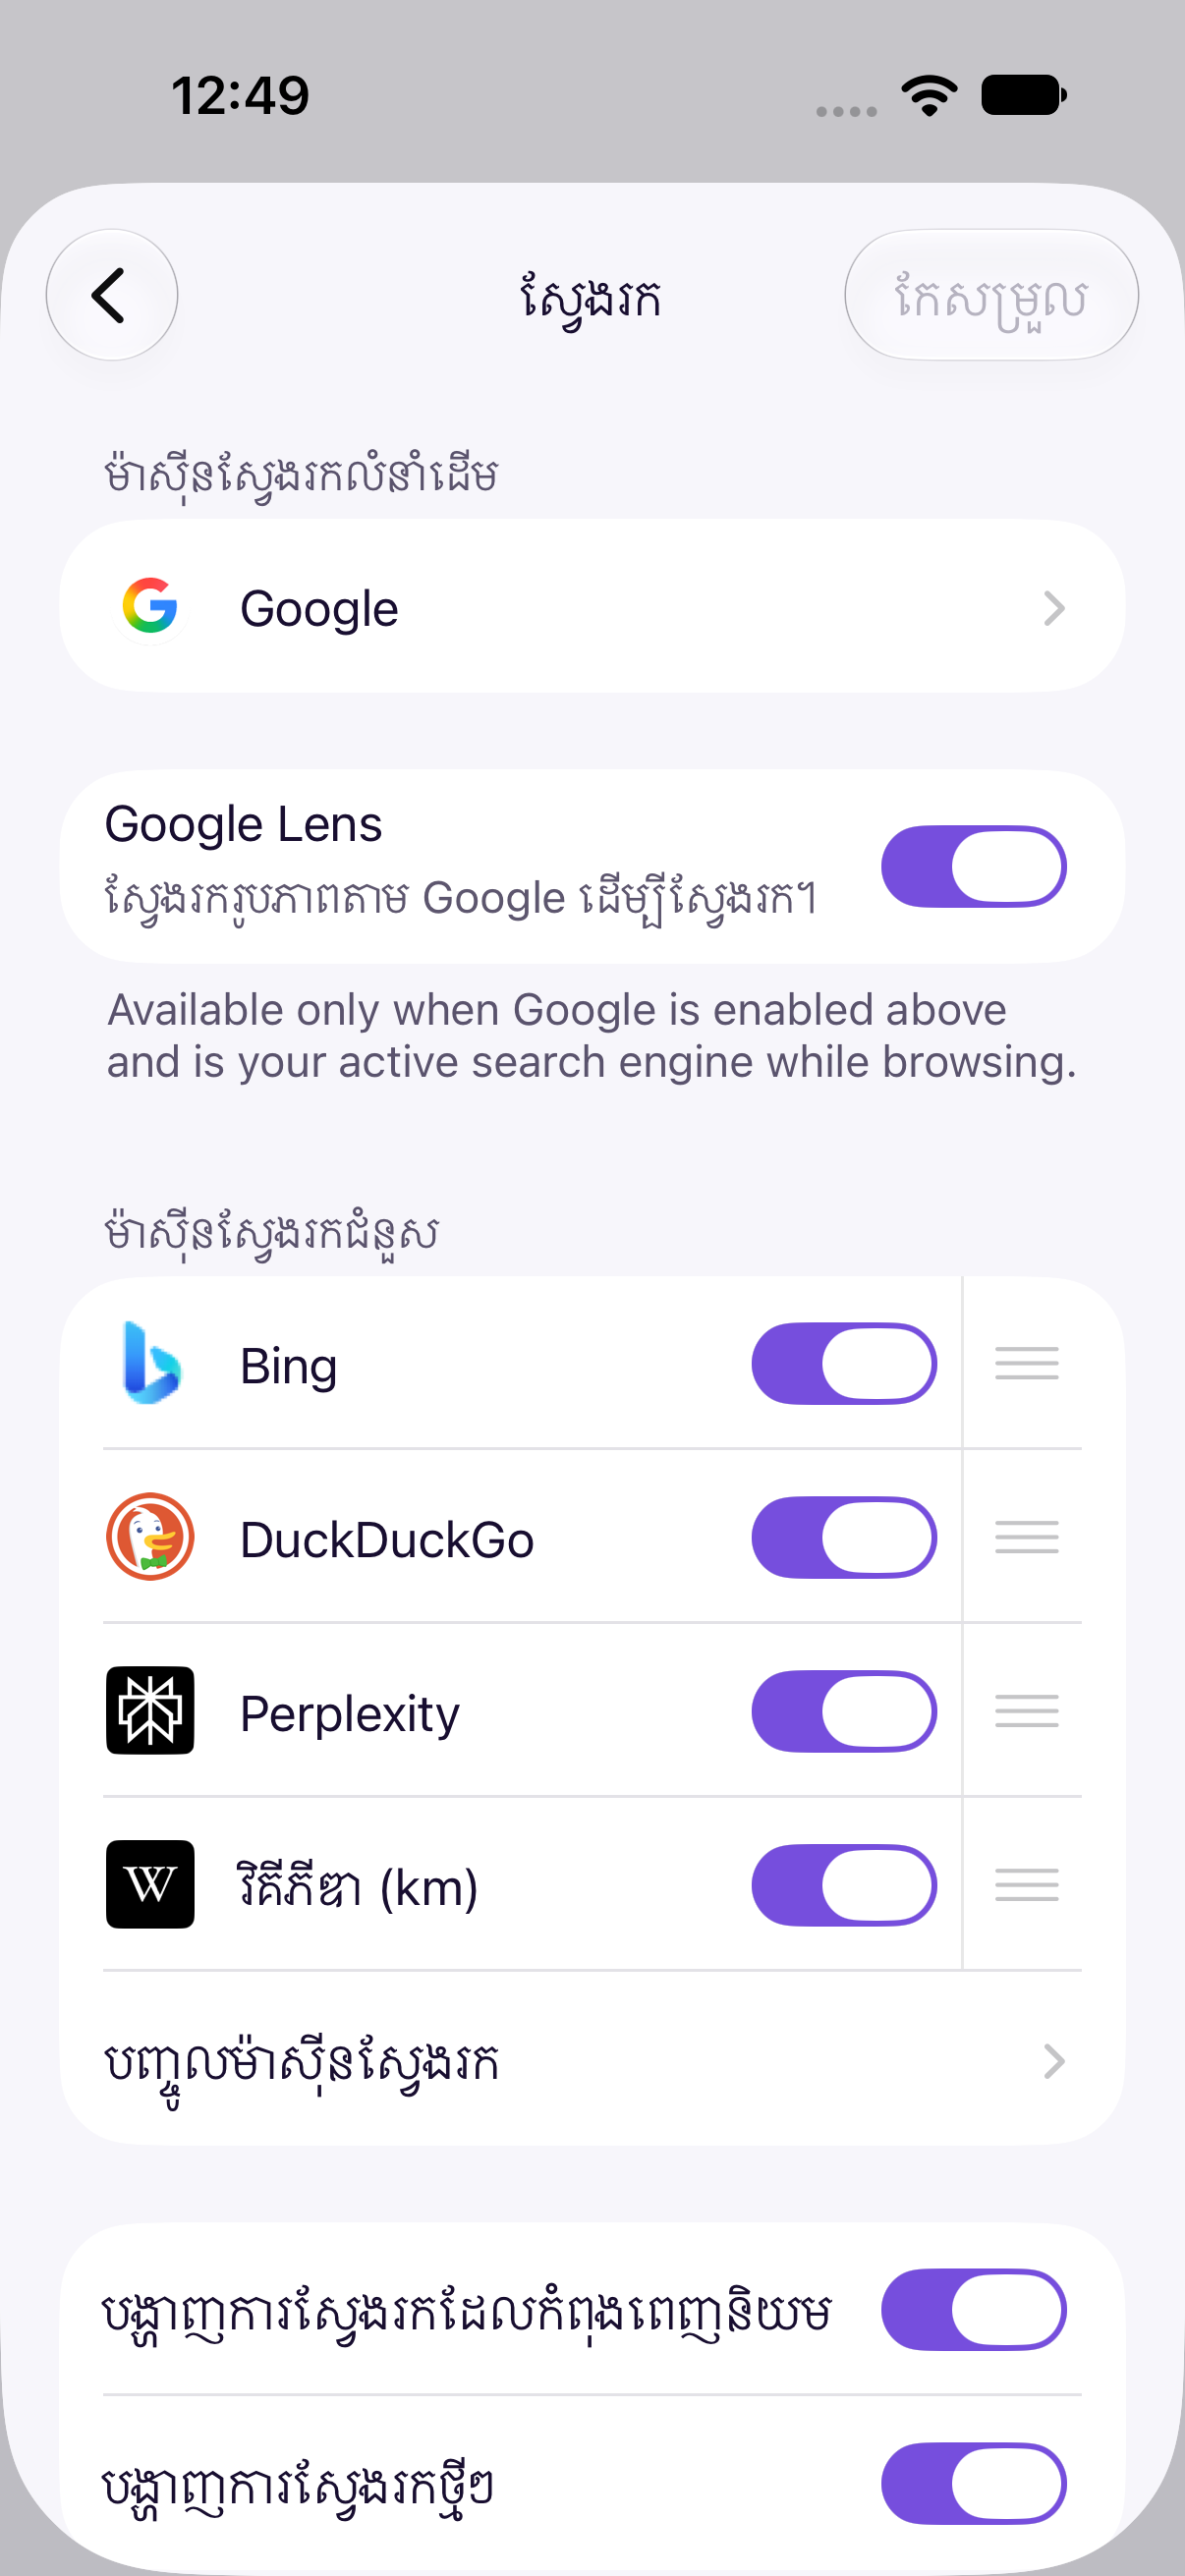 12:49
ស្វែងរក
កែសម្រួល
ម៉ាស៊ីនស្វែងរកលំនាំដើម
Google
Google Lens
ស្វែងរករូបភាពតាម Google ដើម្បីស្វែងរក។
Available only when Google is enabled above
and is your active search engine while browsing.
ម៉ាស៊ីនស្វែងរកជំនួស
Bing
DuckDuckGo
Perplexity
វិគីភីឌា (km)
បញ្ចូលម៉ាស៊ីនស្វែងរក
បង្ហាញការស្វែងរកដែលកំពុងពេញនិយម
បង្ហាញការស្វែងរកថ្មីៗ